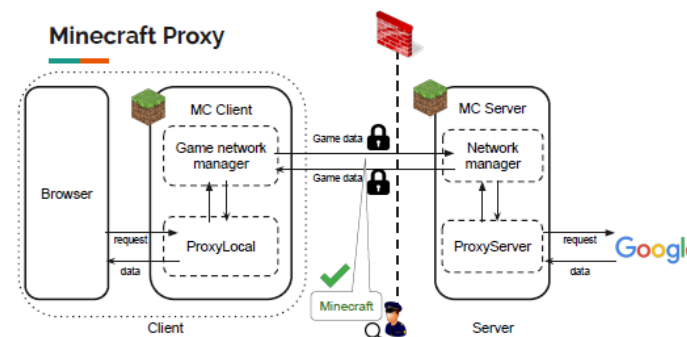 Minecraft Proxy
MC Client
MC Server
Game network
manager
Game data
Game data
Network
manager
Browser
request
data
ProxyLocal
ProxyServer
request
data
Google
Minecraft
Client
Server